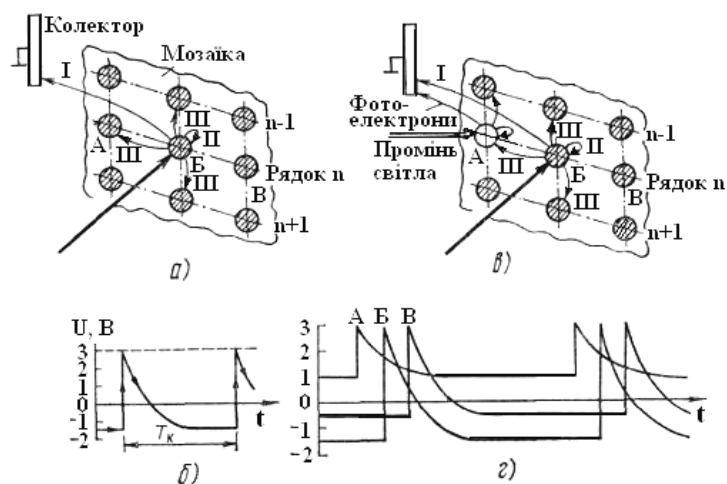 Колектор
Мозаїка
I
n-1
III
II
А
III
Б
Рядок n
III
В
n+1
а)
I
Фото-
електрони
n-1
III
II
Промінь
А
III
Б
світла
Рядок n
III
В
n+1
в)
U, В
3
2
1
0
-1
-2
Tк
t
б)
А Б В
3
2
1
0
-1
-2
t
г)